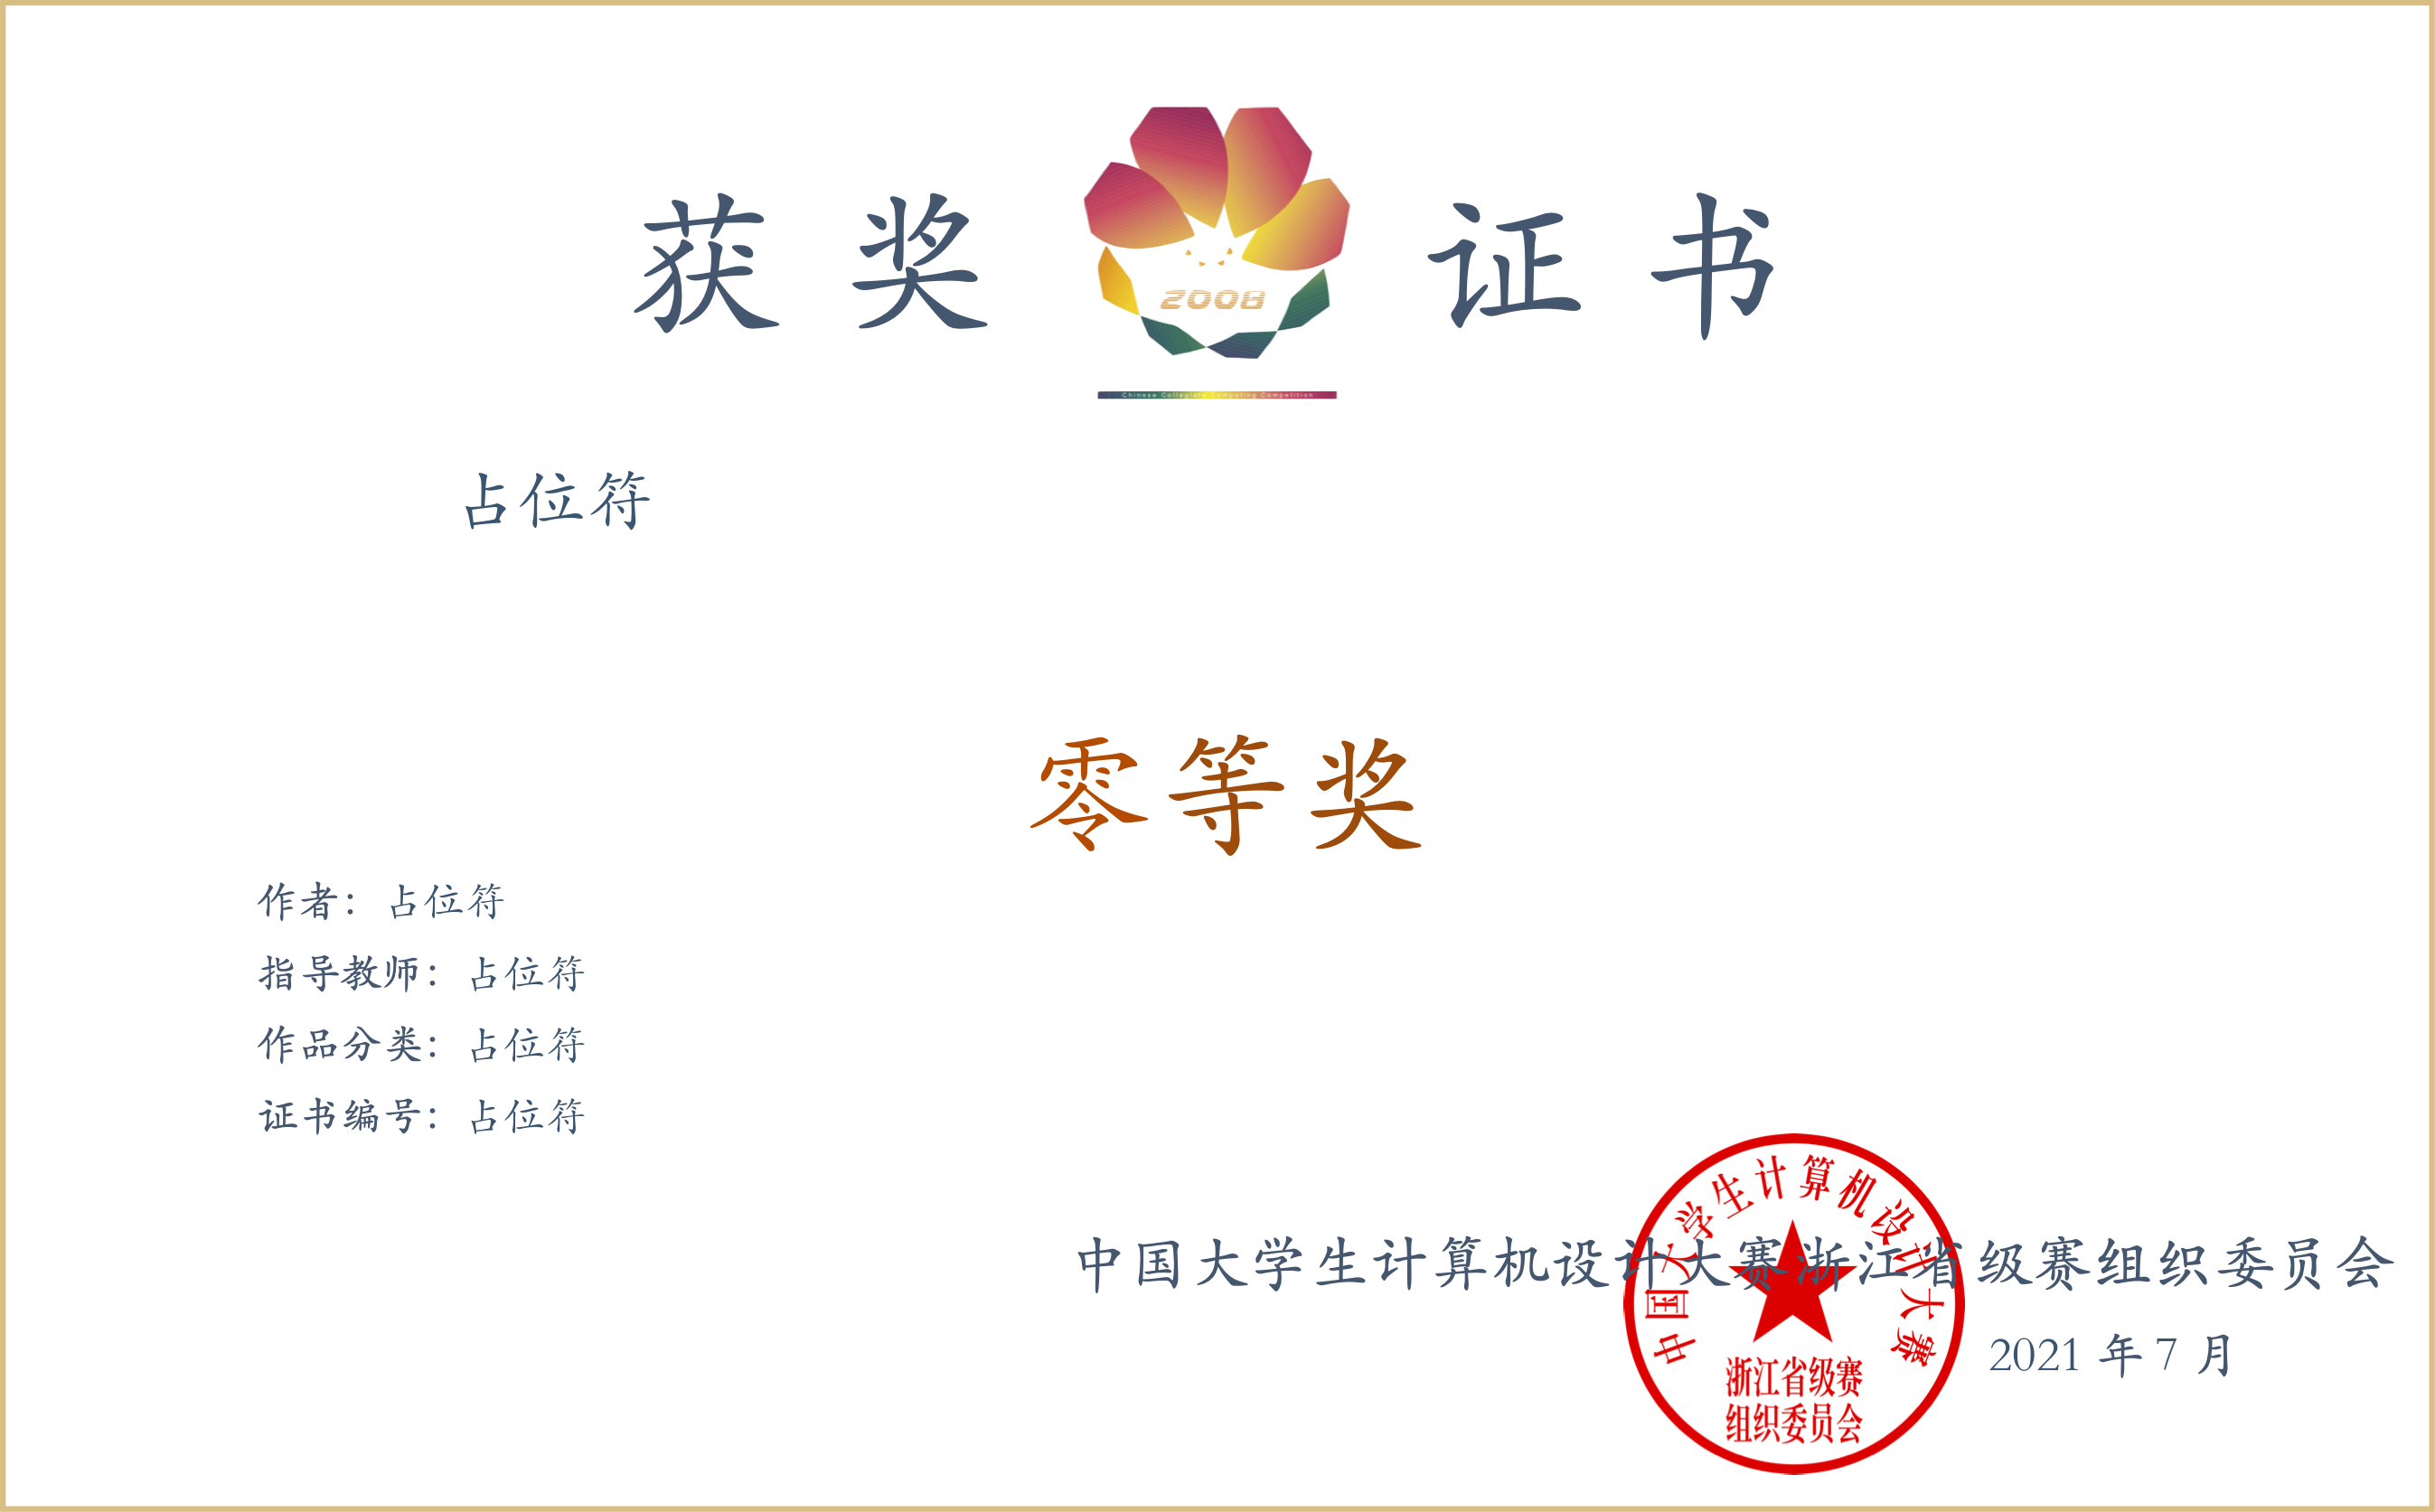 获奖证书
2008
Chinese Collegiate Computing Competition
占位符
零等奖
作者：占位符
指导教师：占位符
作品分类：占位符
证书编号：占位符
中国大学生计算机设计大赛浙江省级赛组织委员会
2021 年 7 月
中国大学生计算机设计大赛
浙江省级赛
组织委员会